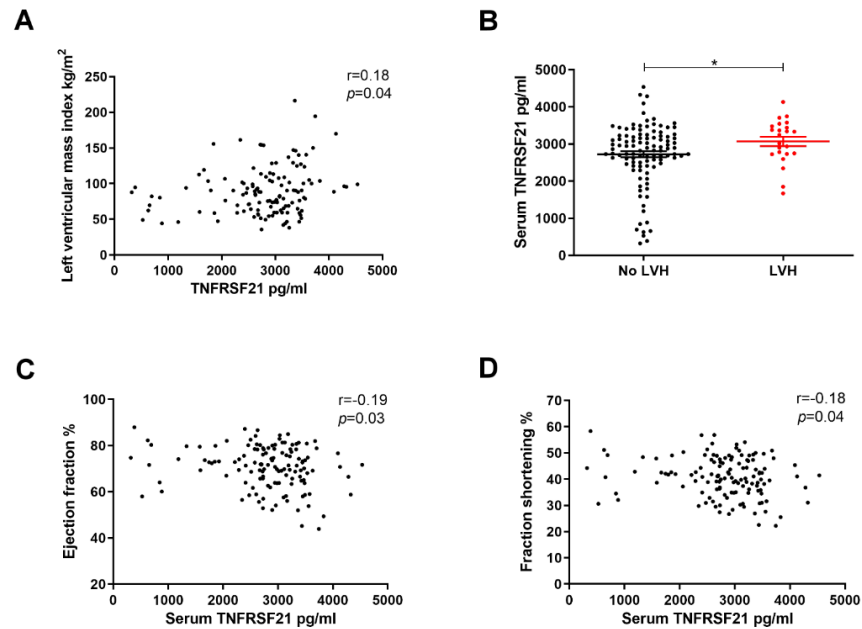 A
r=0.18
p=0.04
Left ventricular mass index kg/m²
250
200
150
100
50
0
0 1000 2000 3000 4000 5000
TNFRSF21 pg/ml
B
*
Serum TNFRSF21 pg/ml
5000
4000
3000
2000
1000
0
No LVH LVH
C
r=-0.19
p=0.03
Ejection fraction %
100
80
60
40
20
0 1000 2000 3000 4000 5000
Serum TNFRSF21 pg/ml
D
r=-0.18
p=0.04
Fraction shortening %
70
60
50
40
30
20
10
0
0 1000 2000 3000 4000 5000
Serum TNFRSF21 pg/ml